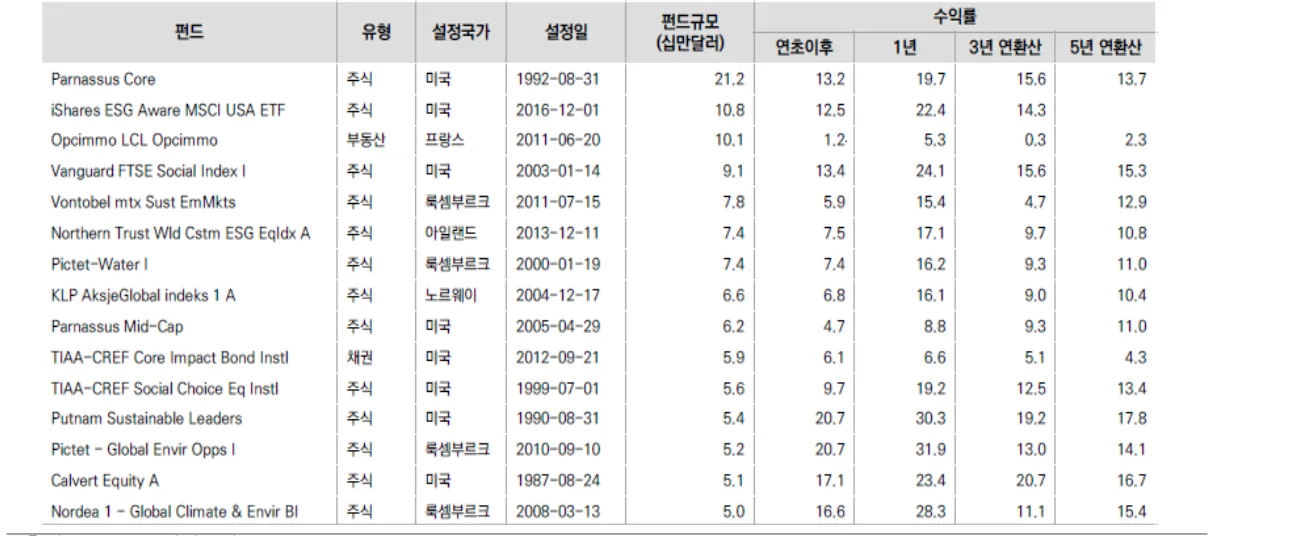 펀드 유형 설정국가 설정일 펀드규모 (십만달러) 수익률
연초이후 1년 3년 연환산 5년 연환산
Parnassus Core 주식 미국 1992-08-31 21.2 13.2 19.7 15.6 13.7
iShares ESG Aware MSCI USA ETF 주식 미국 2016-12-01 10.8 12.5 22.4 14.3
Opcimmo LCL Opcimmo 부동산 프랑스 2011-06-20 10.1 1.2 5.3 0.3 2.3
Vanguard FTSE Social Index I 주식 미국 2003-01-14 9.1 13.4 24.1 15.6 15.3
Vontobel mtx Sust EmMkts 주식 룩셈부르크 2011-07-15 7.8 5.9 15.4 4.7 12.9
Northern Trust Wld Cstm ESG EqIdx A 주식 아일랜드 2013-12-11 7.4 7.5 17.1 9.7 10.8
Pictet-Water I 주식 룩셈부르크 2000-01-19 7.4 7.4 16.2 9.3 11.0
KLP AksjeGlobal indeks 1 A 주식 노르웨이 2004-12-17 6.6 6.8 16.1 9.0 10.4
Parnassus Mid-Cap 주식 미국 2005-04-29 6.2 4.7 8.8 9.3 11.0
TIAA-CREF Core Impact Bond Instl 채권 미국 2012-09-21 5.9 6.1 6.6 5.1 4.3
TIAA-CREF Social Choice Eq Instl 주식 미국 1999-07-01 5.6 9.7 19.2 12.5 13.4
Putnam Sustainable Leaders 주식 미국 1990-08-31 5.4 20.7 30.3 19.2 17.8
Pictet - Global Envir Opps I 주식 룩셈부르크 2010-09-10 5.2 20.7 31.9 13.0 14.1
Calvert Equity A 주식 미국 1987-08-24 5.1 17.1 23.4 20.7 16.7
Nordea 1 - Global Climate & Envir BI 주식 룩셈부르크 2008-03-13 5.0 16.6 28.3 11.1 15.4